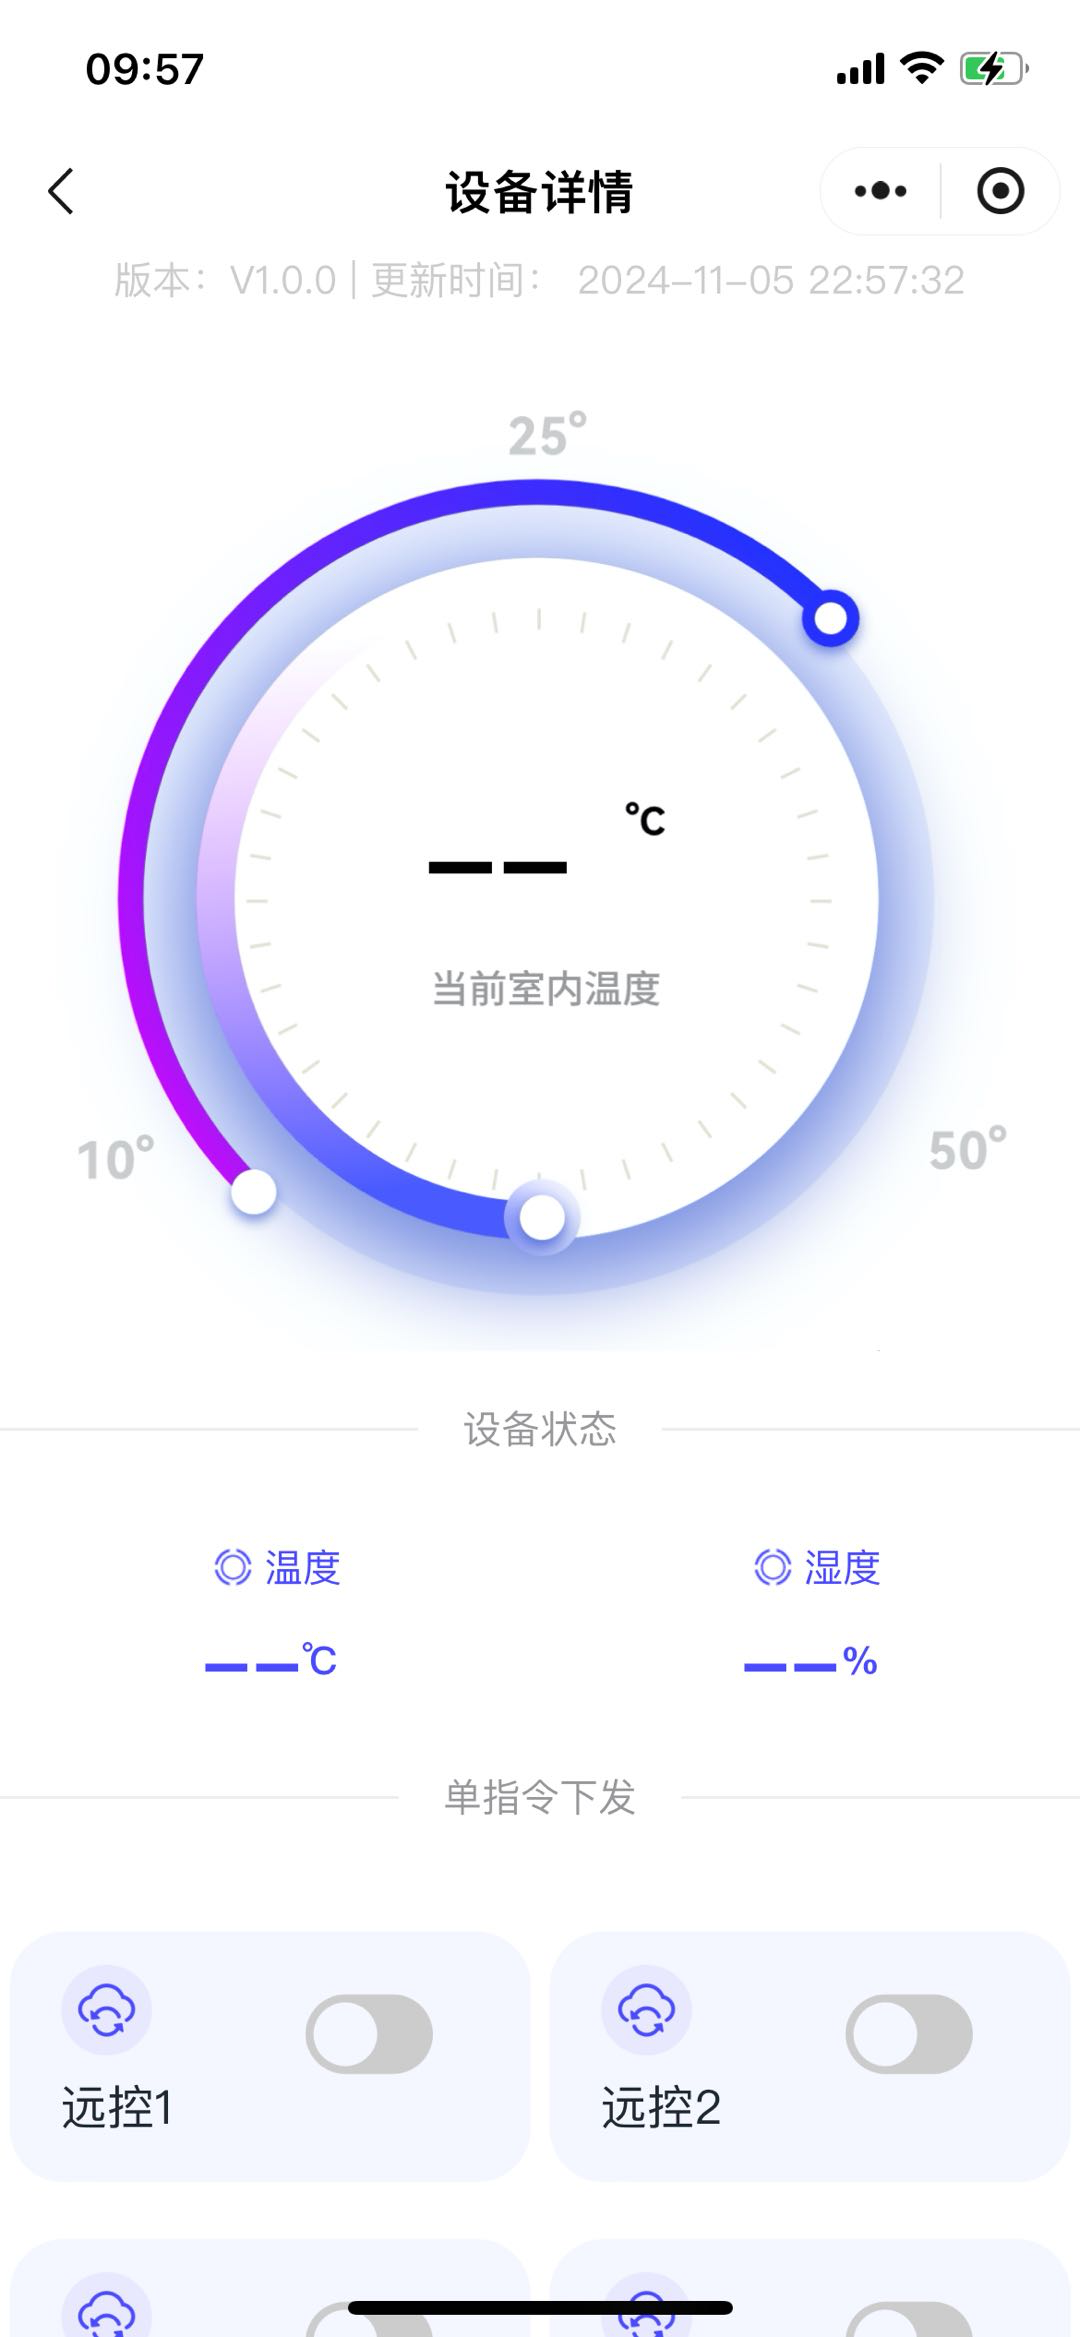 09:57
设备详情
版本：V1.0.0 | 更新时间： 2024-11-05 22:57:32
25°
℃
--
当前室内温度
10°
50°
设备状态
温度
湿度
--℃
--%
单指令下发
远控1
远控2